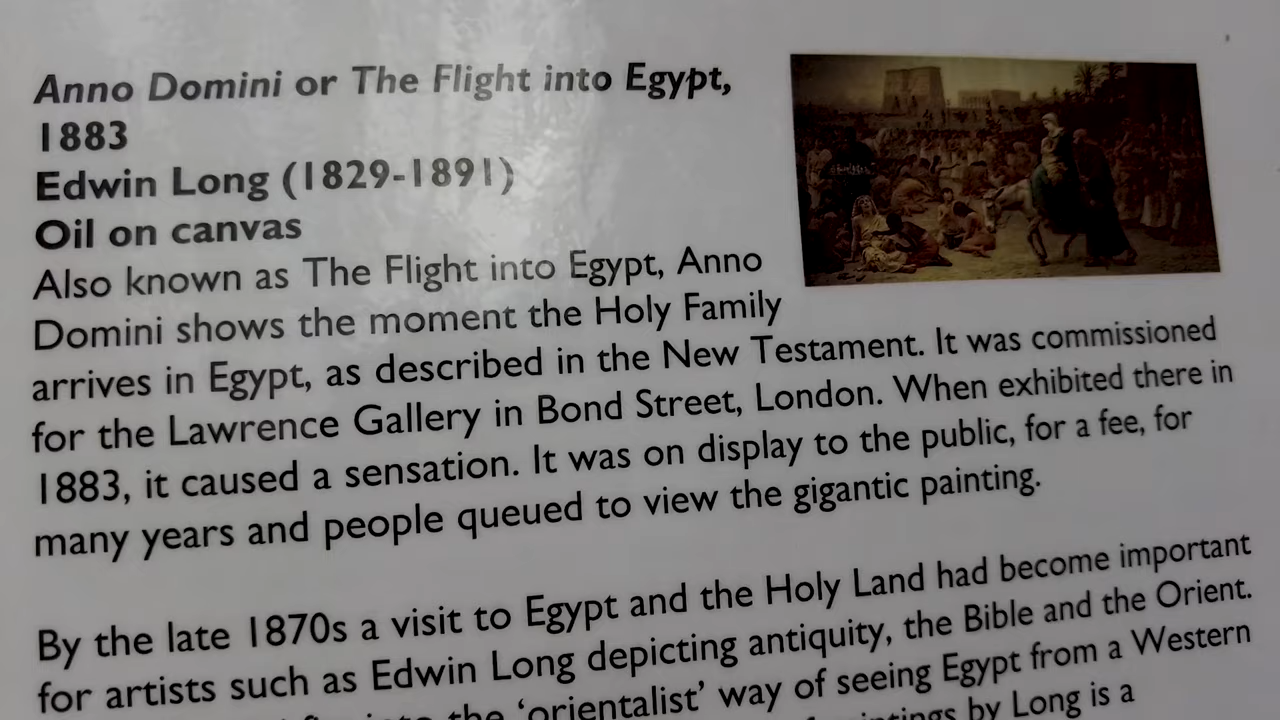 Anno Domini or The Flight into Egypt,
1883
Edwin Long (1829-1891)
Oil on canvas
Also known as The Flight into Egypt, Anno
Domini shows the moment the Holy Family
arrives in Egypt, as described in the New Testament. It was commissioned
for the Lawrence Gallery in Bond Street, London. When exhibited there in
1883, it caused a sensation. It was on display to the public, for a fee, for
many years and people queued to view the gigantic painting.
By the late 1870s a visit to Egypt and the Holy Land had become important
for artists such as Edwin Long depicting antiquity, the Bible and the Orient.
into the ‘orientalist’ way of seeing Egypt from a Western
by Long is a